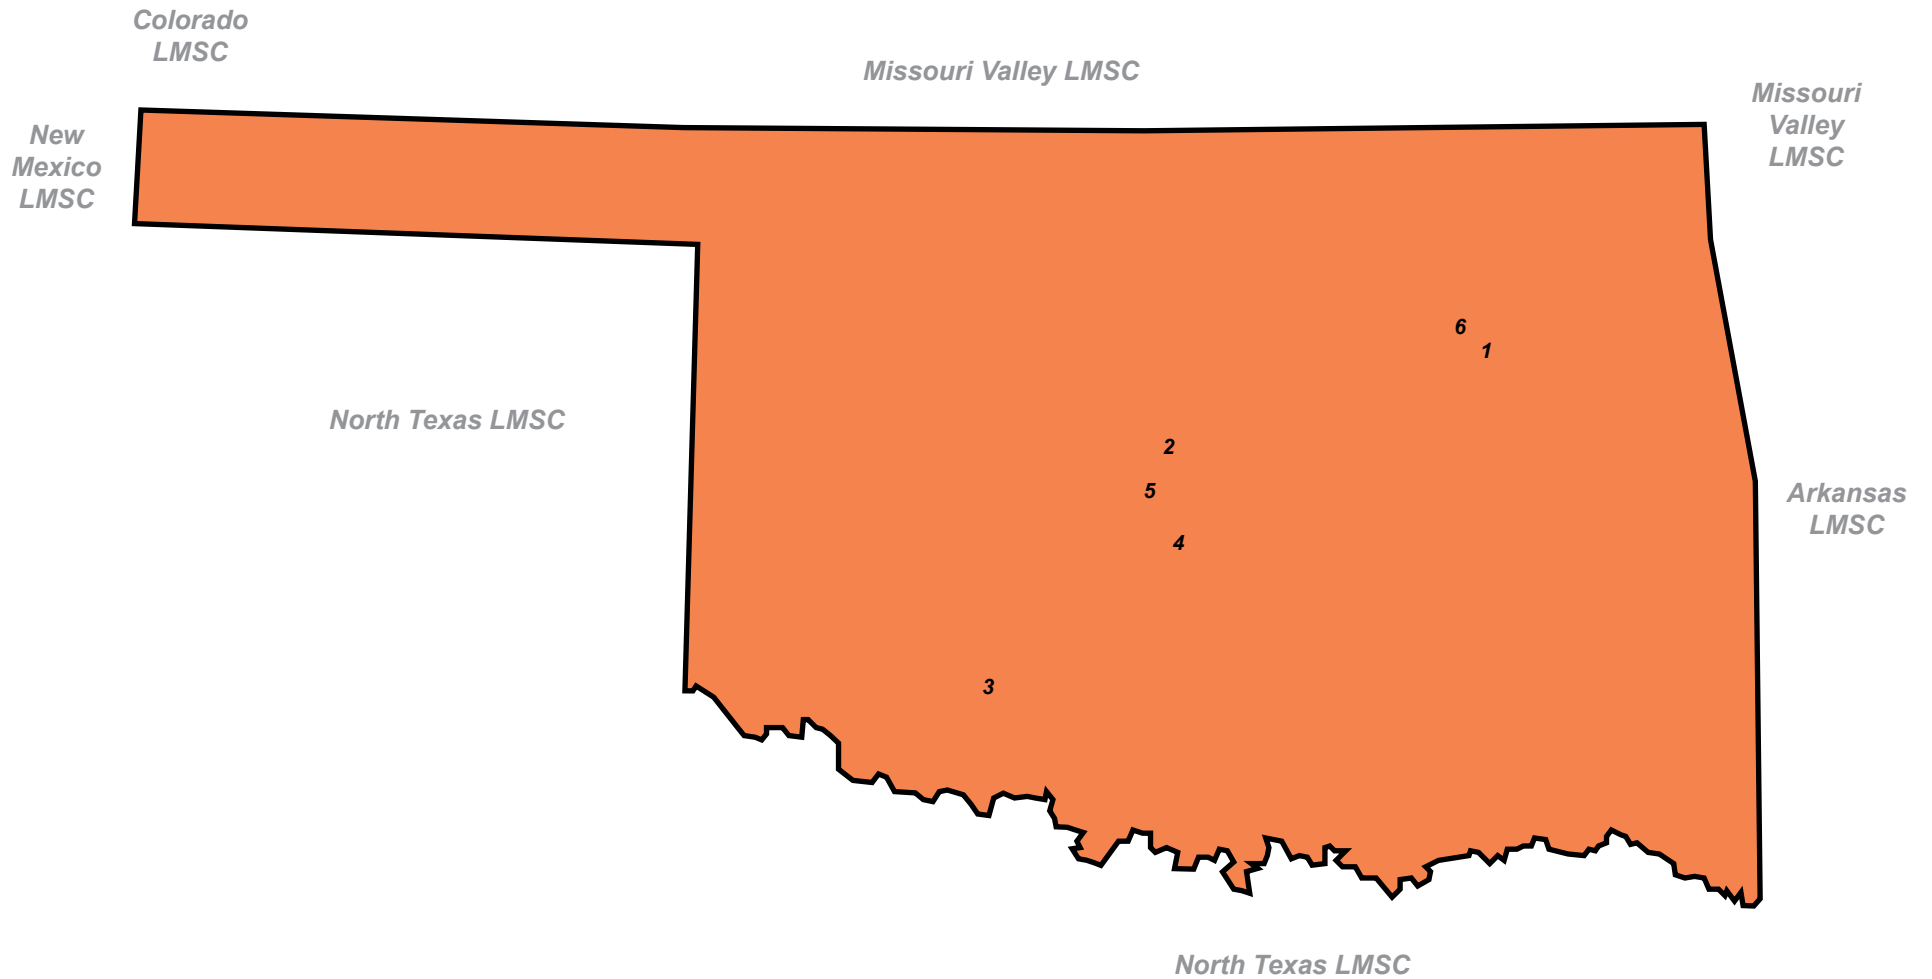 Colorado
LMSC
Missouri Valley LMSC
Missouri
Valley
LMSC
New
Mexico
LMSC
6
1
North Texas LMSC
2
5
Arkansas
LMSC
4
3
North Texas LMSC